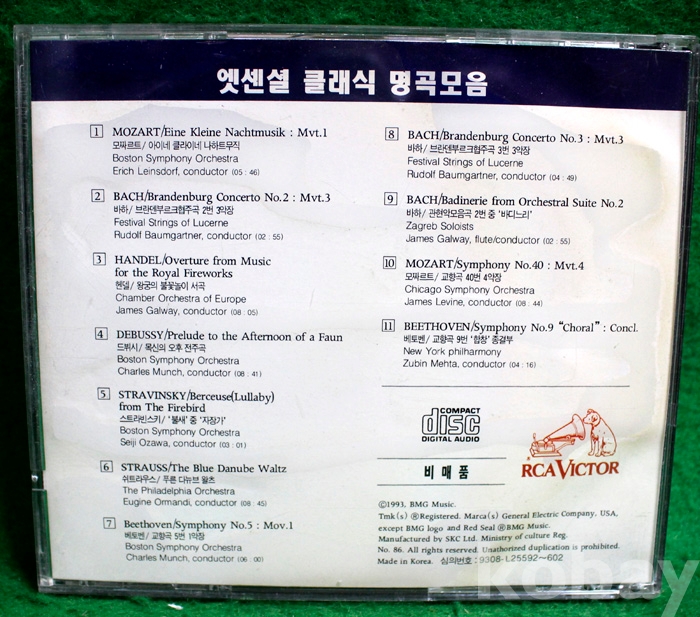 엣센셜 클래식 명곡모음
1 MOZART/Eine Kleine Nachtmusik : Mvt.1
모짜르트/ 아이네 클라이네 나하트무직
Boston Symphony Orchestra
Erich Leinsdorf, conductor (05 : 46)
2 BACH/Brandenburg Concerto No.2 : Mvt.3
바하/ 브란덴부르크협주곡 2번 3악장
Festival Strings of Lucerne
Rudolf Baumgartner, conductor (02 : 55)
3 HANDEL/Overture from Music
for the Royal Fireworks
헨델/ 왕궁의 불꽃놀이 서곡
Chamber Orchestra of Europe
James Galway, conductor (08 : 05)
4 DEBUSSY/Prelude to the Afternoon of a Faun
드뷔시/ 목신의 오후 전주곡
Boston Symphony Orchestra
Charles Munch, conductor (08 : 41)
5 STRAVINSKY/Berceuse(Lullaby)
from The Firebird
스트라빈스키/ '불새' 중 '자장가'
Boston Symphony Orchestra
Seiji Ozawa, conductor (03 : 01)
6 STRAUSS/The Blue Danube Waltz
쉬트라우스/ 푸른 다뉴브 왈츠
The Philadelphia Orchestra
Eugine Ormandi, conductor (08 : 45)
7 Beethoven/Symphony No.5 : Mov.1
베토벤/ 교향곡 5번 1악장
Boston Symphony Orchestra
Charles Munch, conductor (06 : 00)
8 BACH/Brandenburg Concerto No.3 : Mvt.3
바하/ 브란덴부르크협주곡 3번 3악장
Festival Strings of Lucerne
Rudolf Baumgartner, conductor (04 : 49)
9 BACH/Badinerie from Orchestral Suite No.2
바하/ 관현악모음곡 2번 중 '바디느리'
Zagreb Soloists
James Galway, flute/conductor (02 : 55)
10 MOZART/Symphony No.40 : Mvt.4
모짜르트/ 교향곡 40번 4악장
Chicago Symphony Orchestra
James Levine, conductor (08 : 44)
11 BEETHOVEN/Symphony No.9 "Choral" : Concl.
베토벤/ 교향곡 9번 '합창' 종결부
New York philharmony
Zubin Mehta, conductor (04 : 16)
COMPACT
disc
DIGITAL AUDIO
비매품
RCA VICTOR
©1993, BMG Music.
Tmk(s) ®Registered. Marca(s) General Electric Company, USA,
except BMG logo and Red Seal ®BMG Music.
Manufactured by SKC Ltd. Ministry of culture Reg.
No. 86. All rights reserved. Unathorized duplication is prohibited.
Made in Korea. 심의번호 : 9308-L25592~602
kobay